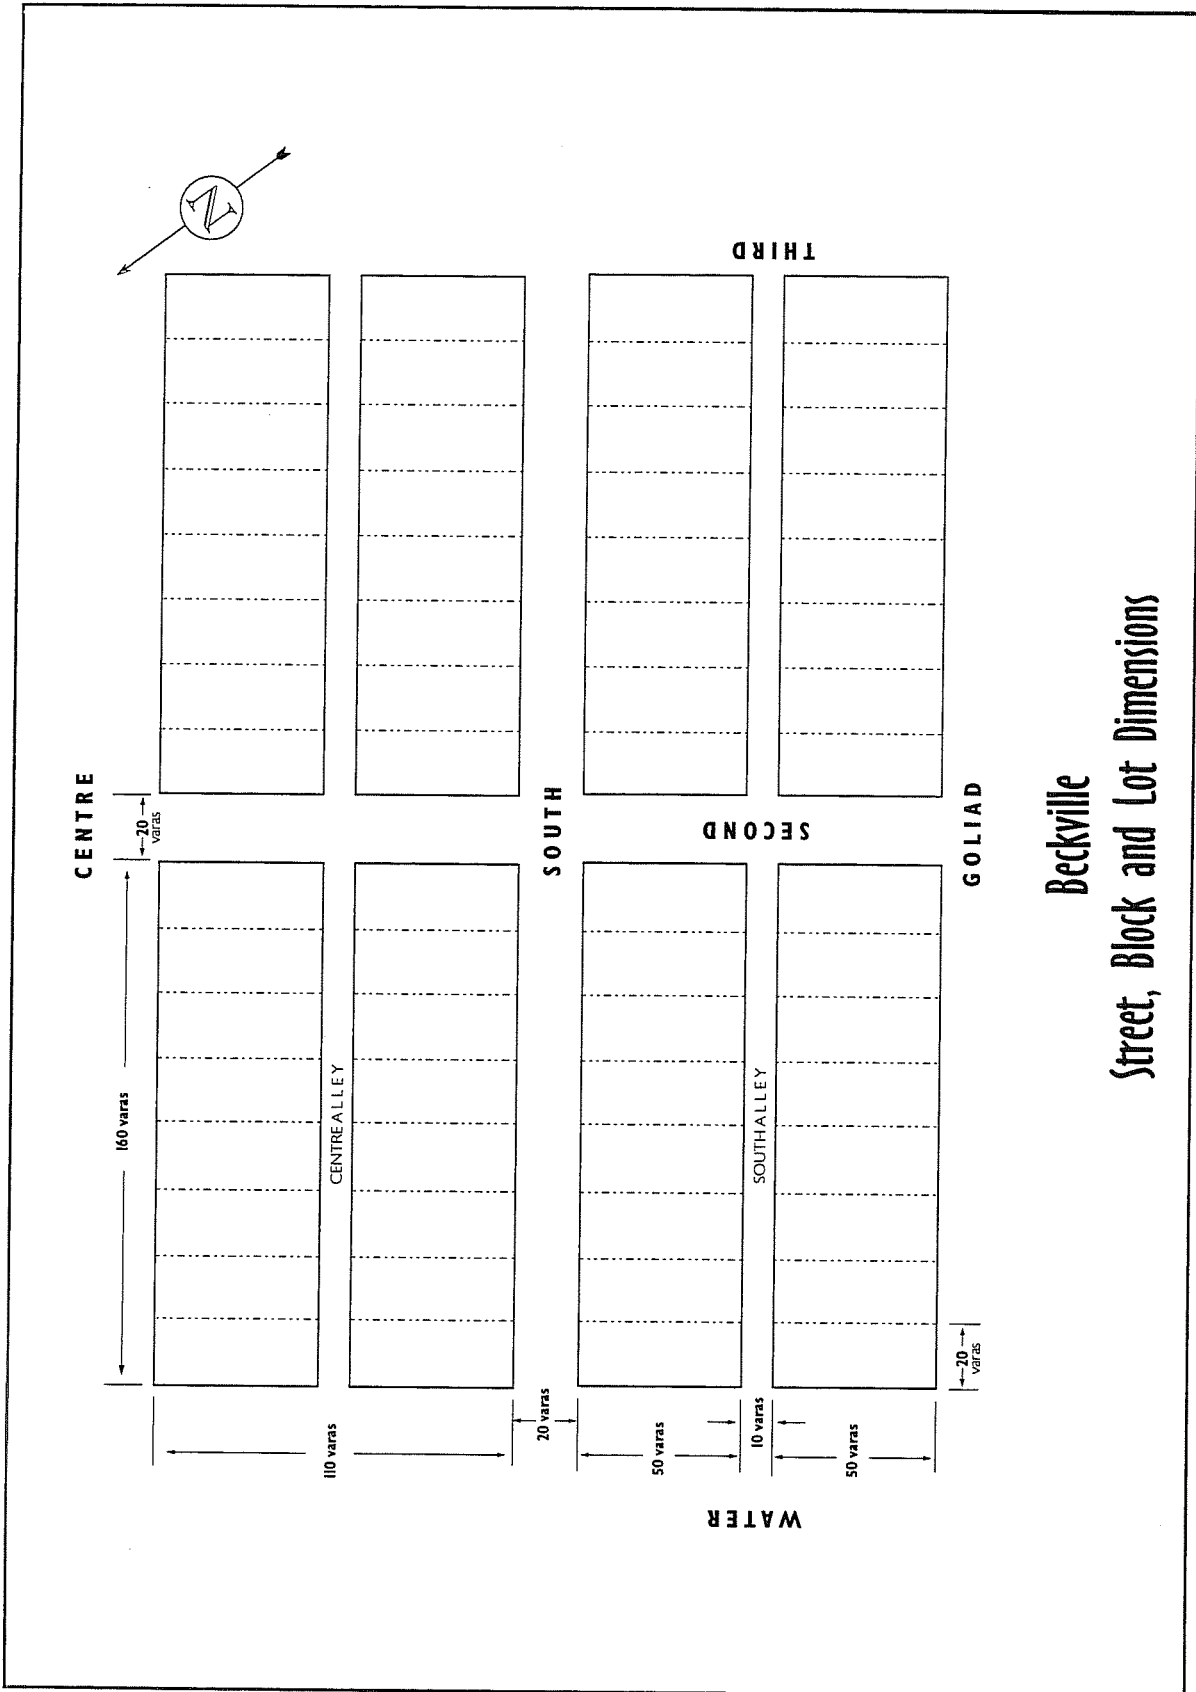 N
CENTRE
THIRD
20
varas
160 varas
SOUTH
SECOND
CENTRE ALLEY
SOUTH ALLEY
GOLIAD
110 varas
20 varas
50 varas
10 varas
50 varas
20
varas
WATER
Beckville
Street, Block and Lot Dimensions